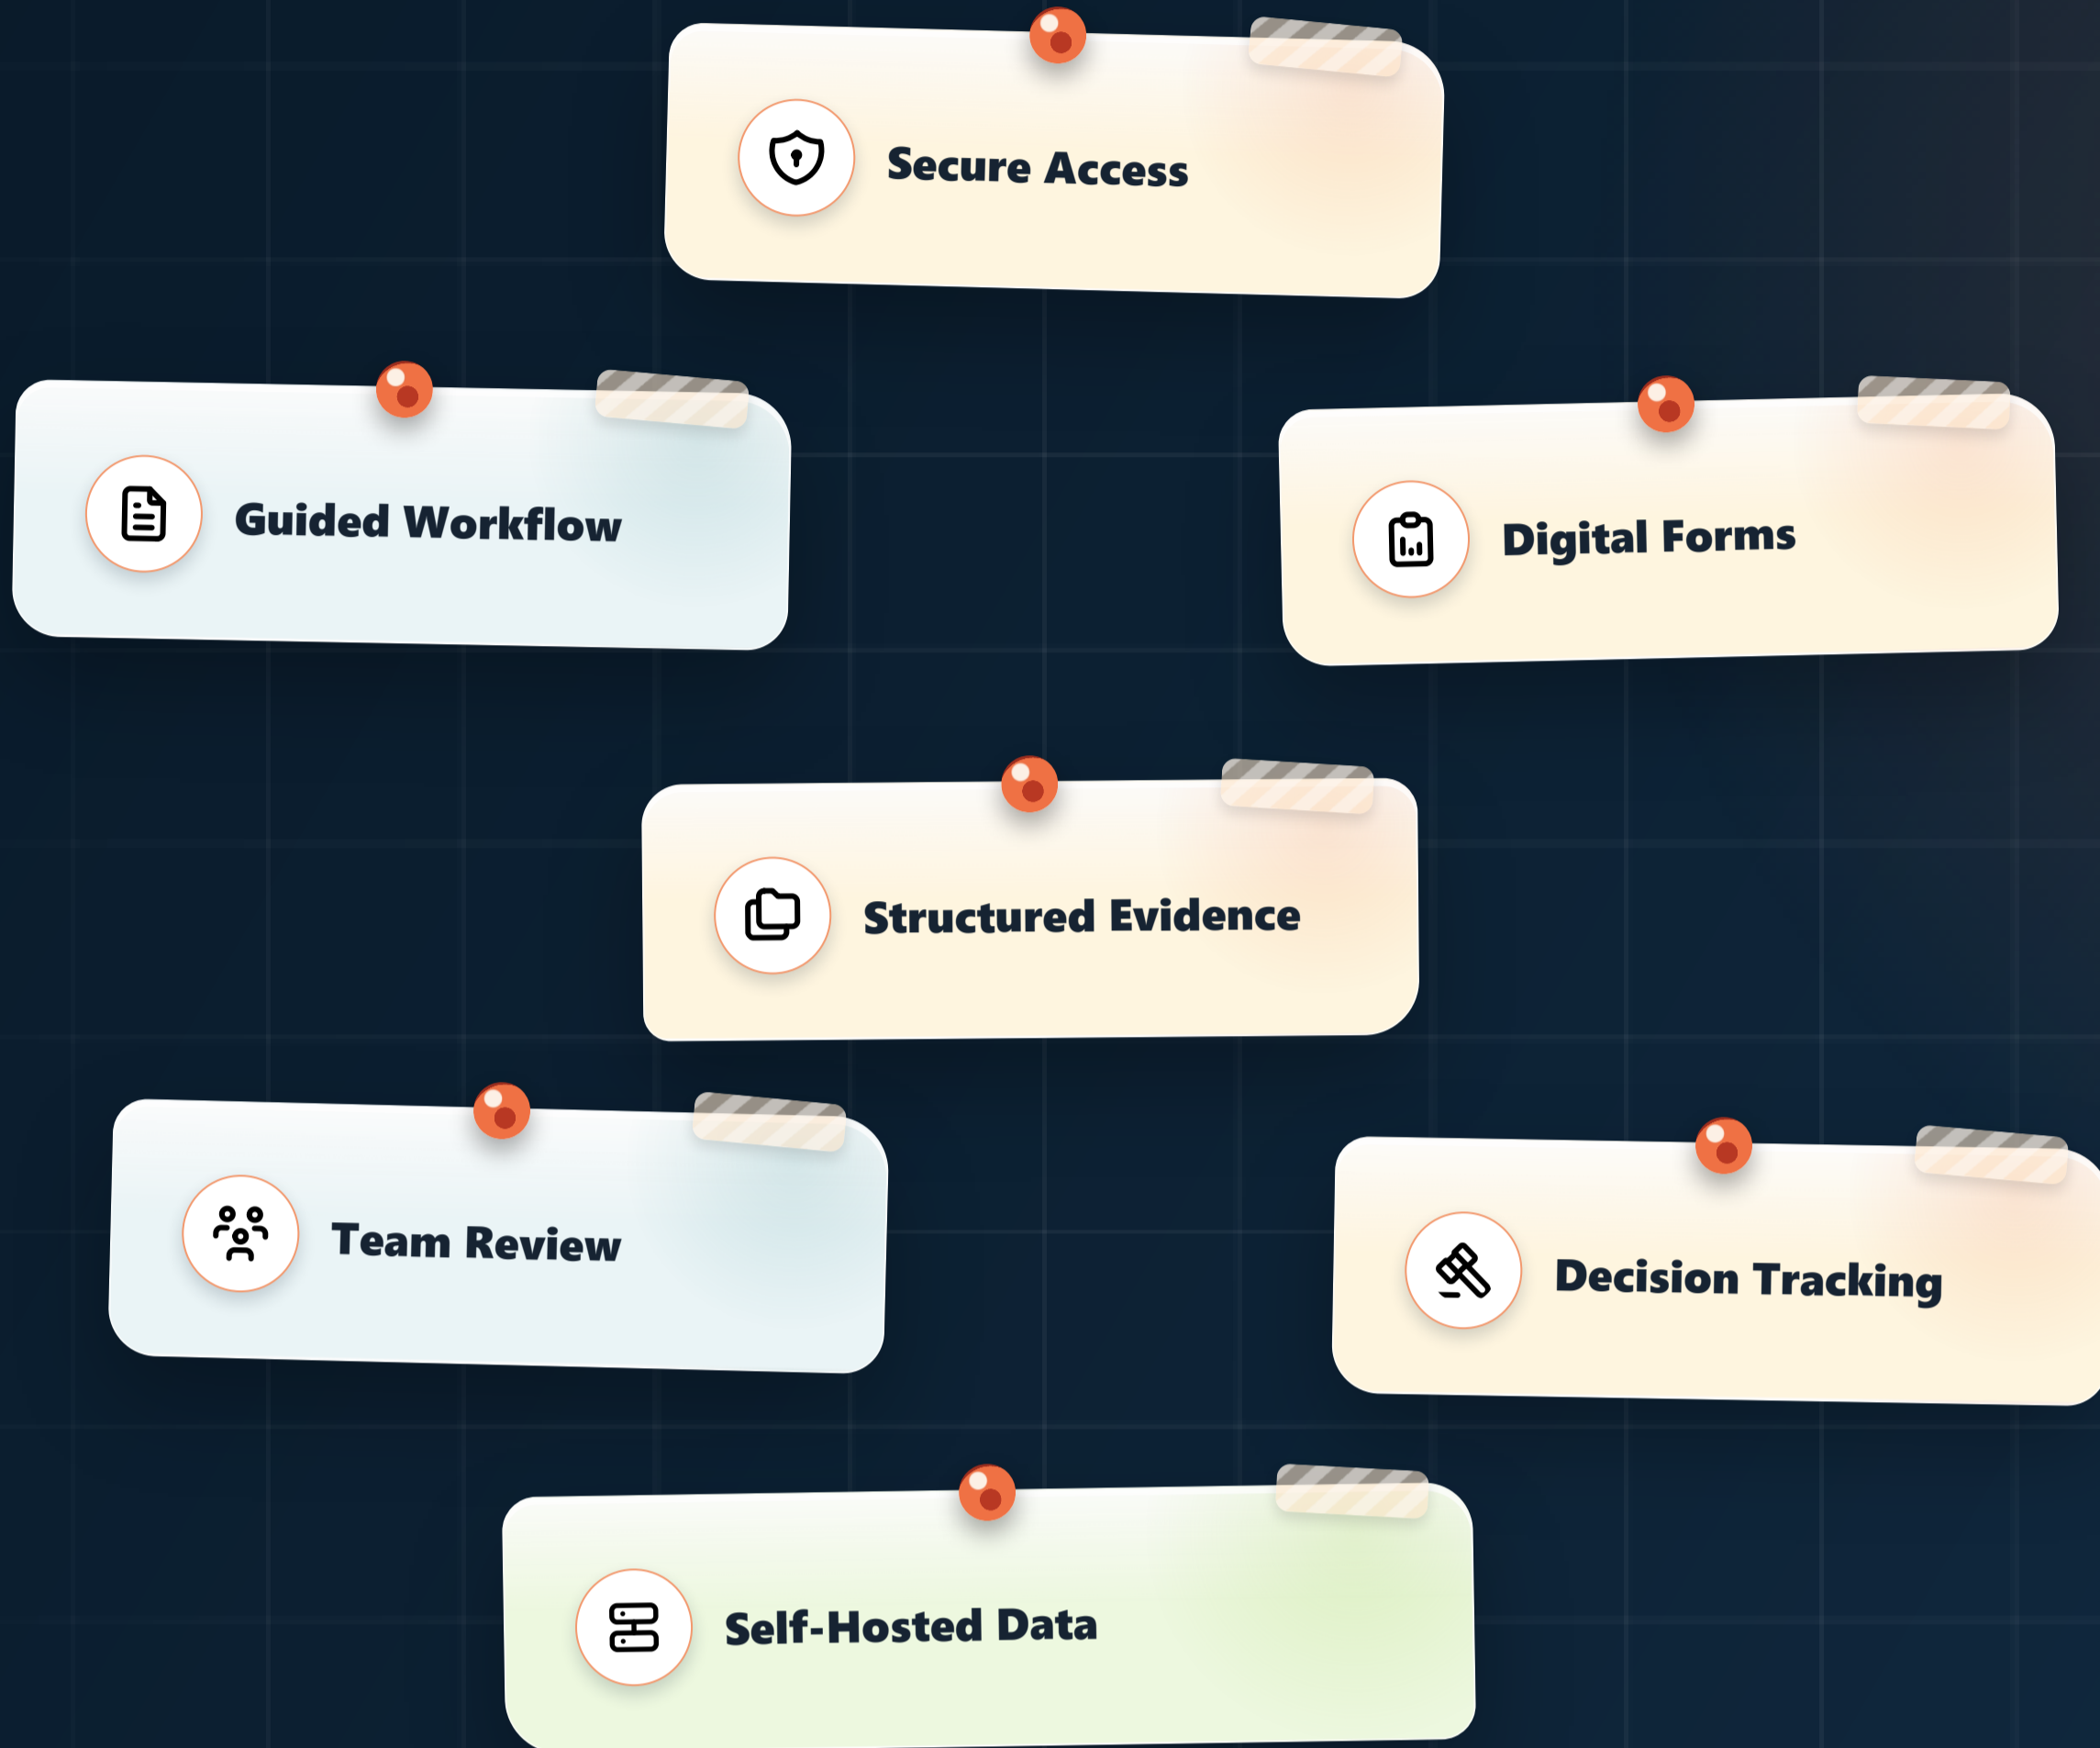 Secure Access
Guided Workflow
Digital Forms
Structured Evidence
Team Review
Decision Tracking
Self-Hosted Data